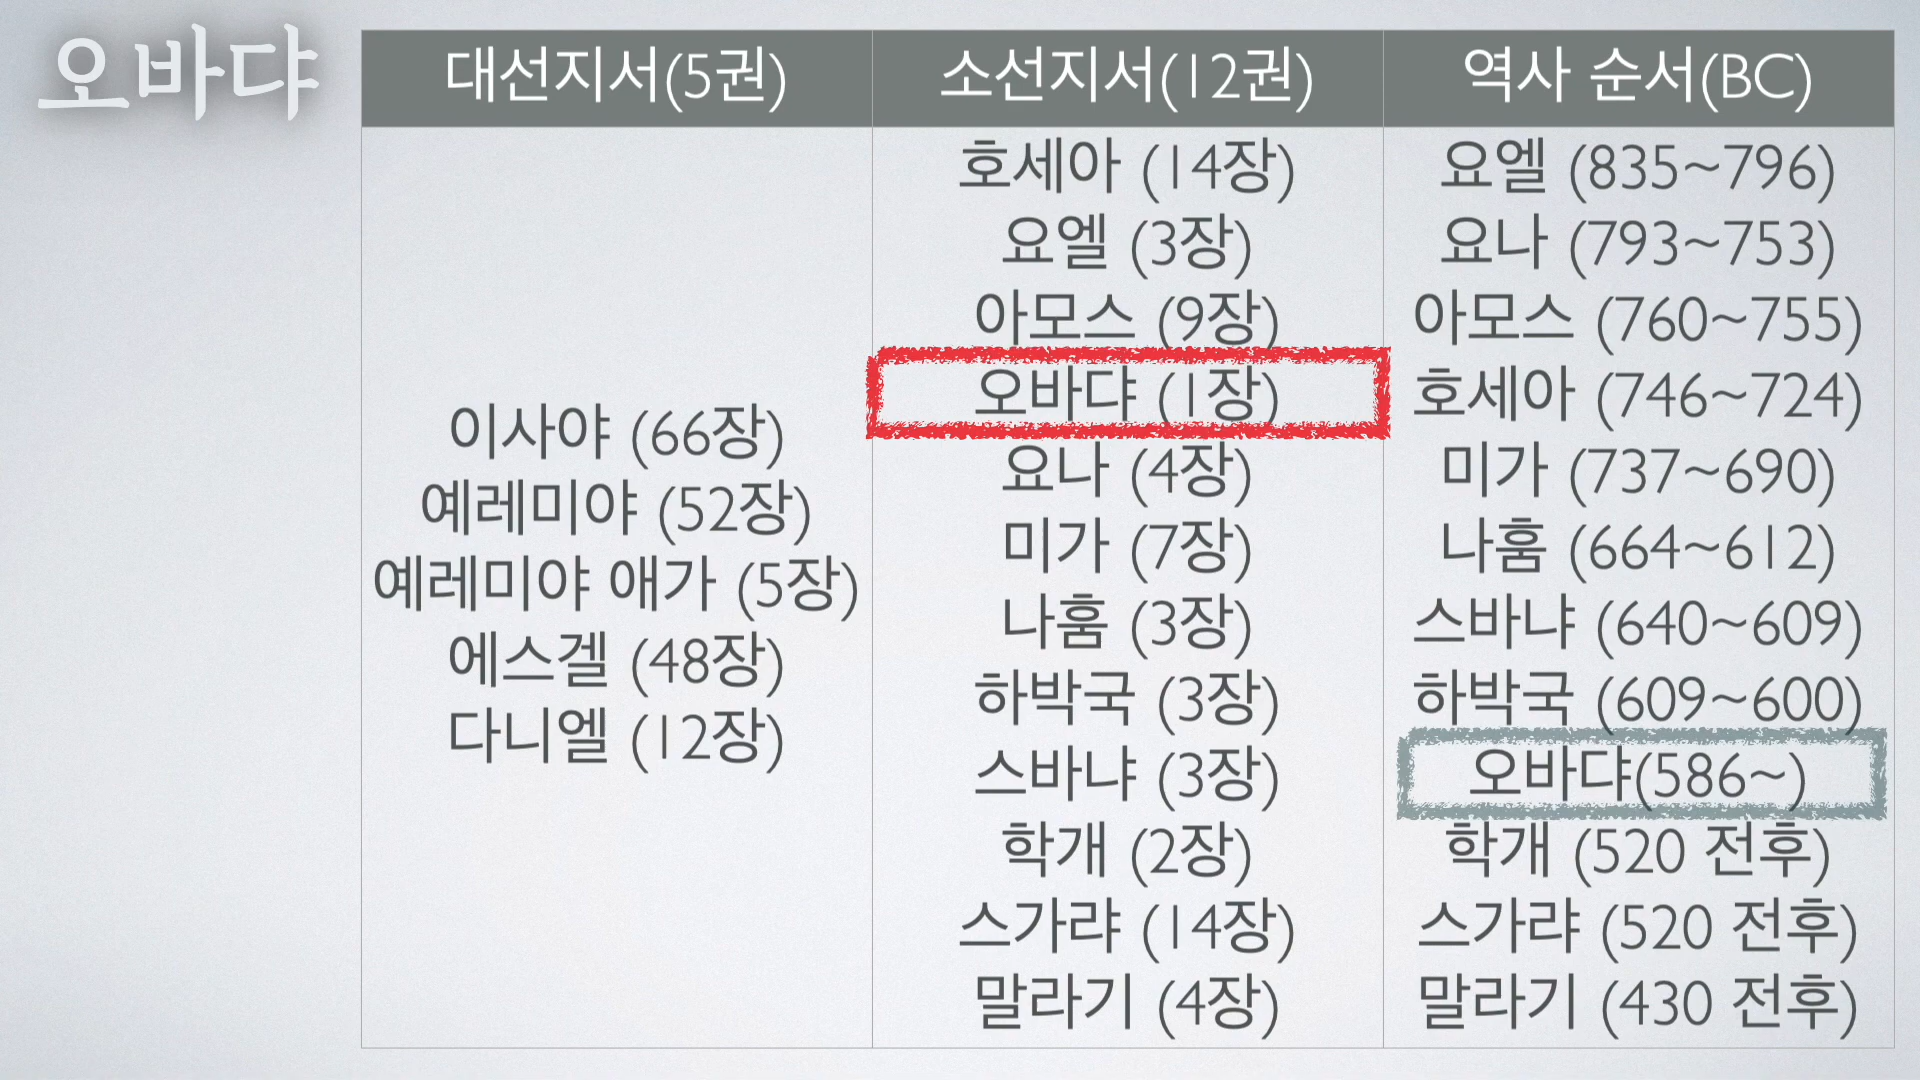 오바댜
대선지서(5권)
소선지서(12권)
역사 순서(BC)
이사야 (66장)
예레미야 (52장)
예레미야 애가 (5장)
에스겔 (48장)
다니엘 (12장)
호세아 (14장)
요엘 (3장)
아모스 (9장)
오바댜 (1장)
요나 (4장)
미가 (7장)
나훔 (3장)
하박국 (3장)
스바냐 (3장)
학개 (2장)
스가랴 (14장)
말라기 (4장)
요엘 (835~796)
요나 (793~753)
아모스 (760~755)
호세아 (746~724)
미가 (737~690)
나훔 (664~612)
스바냐 (640~609)
하박국 (609~600)
오바댜(586~)
학개 (520 전후)
스가랴 (520 전후)
말라기 (430 전후)